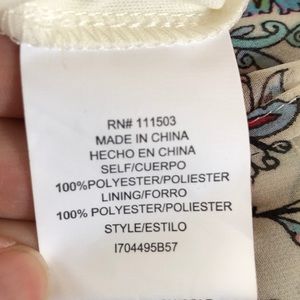 RN# 111503
MADE IN CHINA
HECHO EN CHINA
SELF/CUERPO
100%POLYESTER/POLIESTER
LINING/FORRO
100% POLYESTER/POLIESTER
STYLE/ESTILO
I704495B57